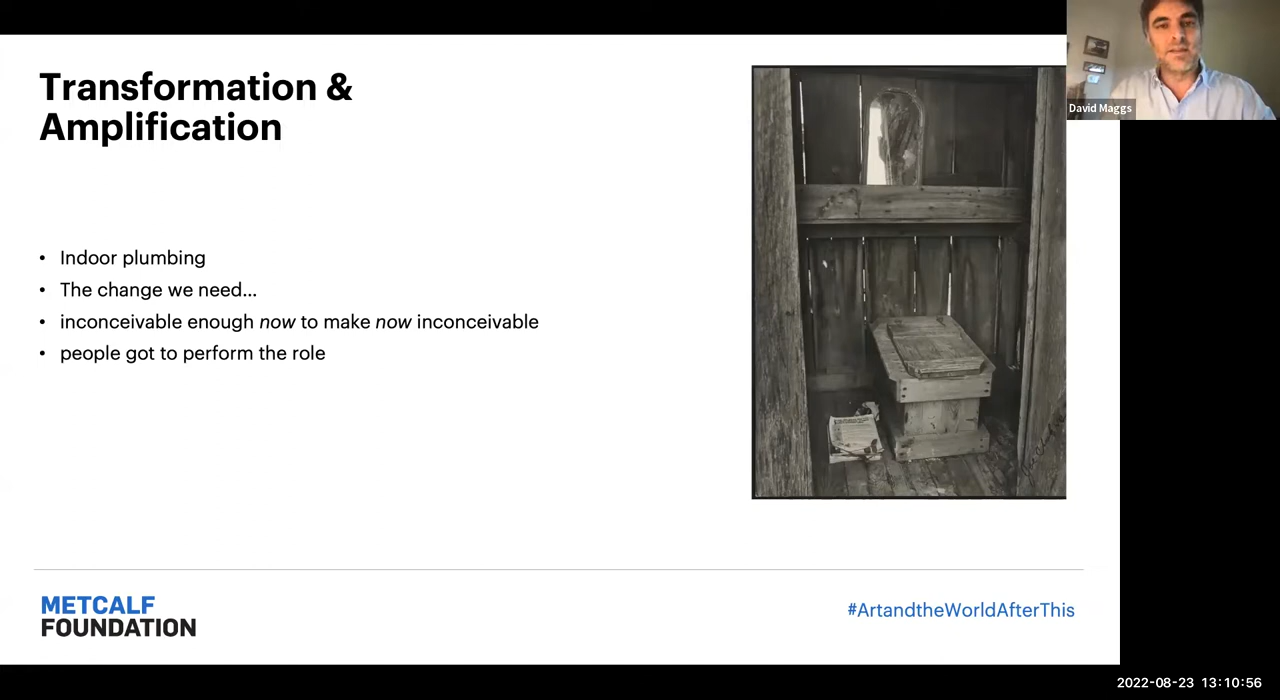 Transformation &
Amplification
• Indoor plumbing
• The change we need...
• inconceivable enough now to make now inconceivable
• people got to perform the role
METCALF
FOUNDATION
#ArtandtheWorldAfterThis
David Maggs
2022-08-23 13:10:56